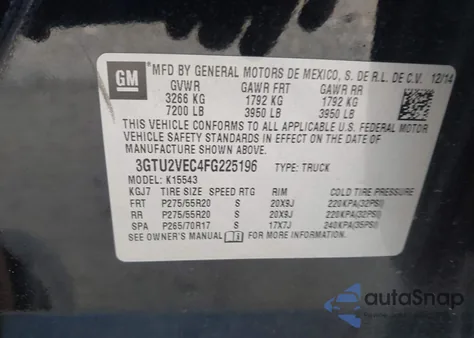 GM
MFD BY GENERAL MOTORS DE MEXICO, S. DE R.L. DE C.V. 12/14
GVWR GAWR FRT GAWR RR
3266 KG 1792 KG 1792 KG
7200 LB 3950 LB 3950 LB
THIS VEHICLE CONFORMS TO ALL APPLICABLE U.S. FEDERAL MOTOR
VEHICLE SAFETY STANDARDS IN EFFECT ON THE DATE OF
MANUFACTURE SHOWN ABOVE.
3GTU2VEC4FG225196 TYPE: TRUCK
MODEL: K15543
KGJ7 TIRE SIZE SPEED RTG RIM COLD TIRE PRESSURE
FRT P275/55R20 S 20X9J 220KPA(32PSI)
RR P275/55R20 S 20X9J 220KPA(32PSI)
SPA P265/70R17 S 17X7J 240KPA(35PSI)
SEE OWNER'S MANUAL FOR MORE INFORMATION.
autoSnap